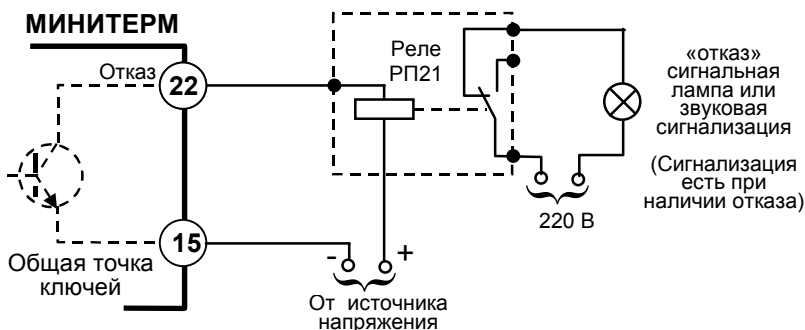 МИНИТЕРМ
Отказ
22
Реле
РП21
«отказ»
сигнальная
лампа или
звуковая
сигнализация
(Сигнализация
есть при
наличии отказа)
220 В
15
Общая точка
ключей
- +
От источника
напряжения